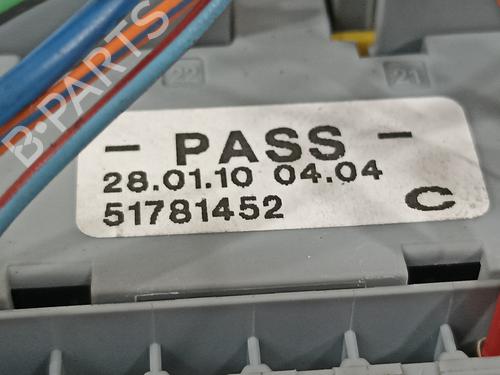 22
21
- PASS -
28.01.10 04.04
51781452 C
B-PARTS